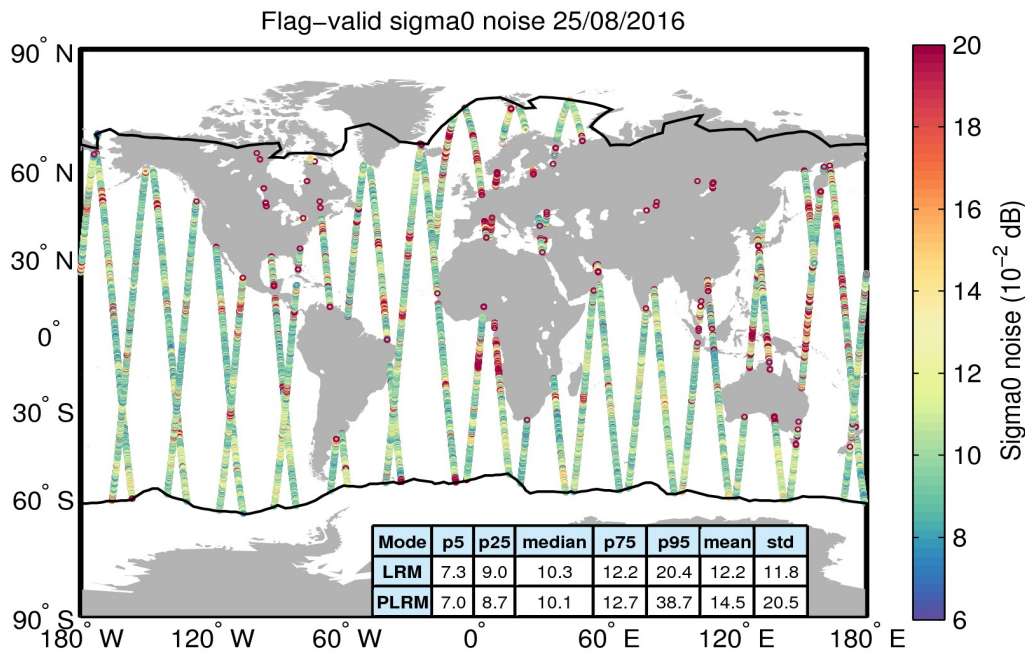 Flag−valid sigma0 noise 25/08/2016
90° N
60° N
30° N
0°
30° S
60° S
90° S
180° W
120° W
60° W
0°
60° E
120° E
180° E
Mode p5 p25 median p75 p95 mean std
LRM 7.3 9.0 10.3 12.2 20.4 12.2 11.8
PLRM 7.0 8.7 10.1 12.7 38.7 14.5 20.5
20
18
16
14
12
10
8
6
Sigma0 noise (10⁻² dB)